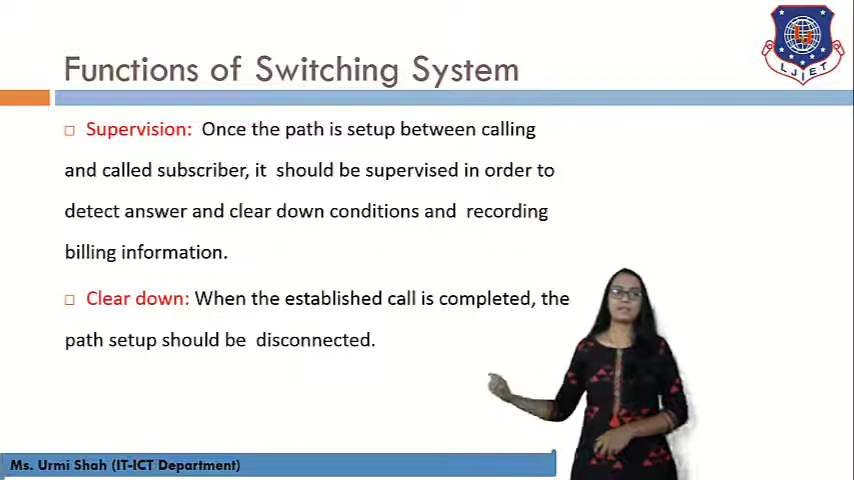 Functions of Switching System
LJIET
Supervision: Once the path is setup between calling
and called subscriber, it should be supervised in order to
detect answer and clear down conditions and recording
billing information.
Clear down: When the established call is completed, the
path setup should be disconnected.
Ms. Urmi Shah (IT-ICT Department)